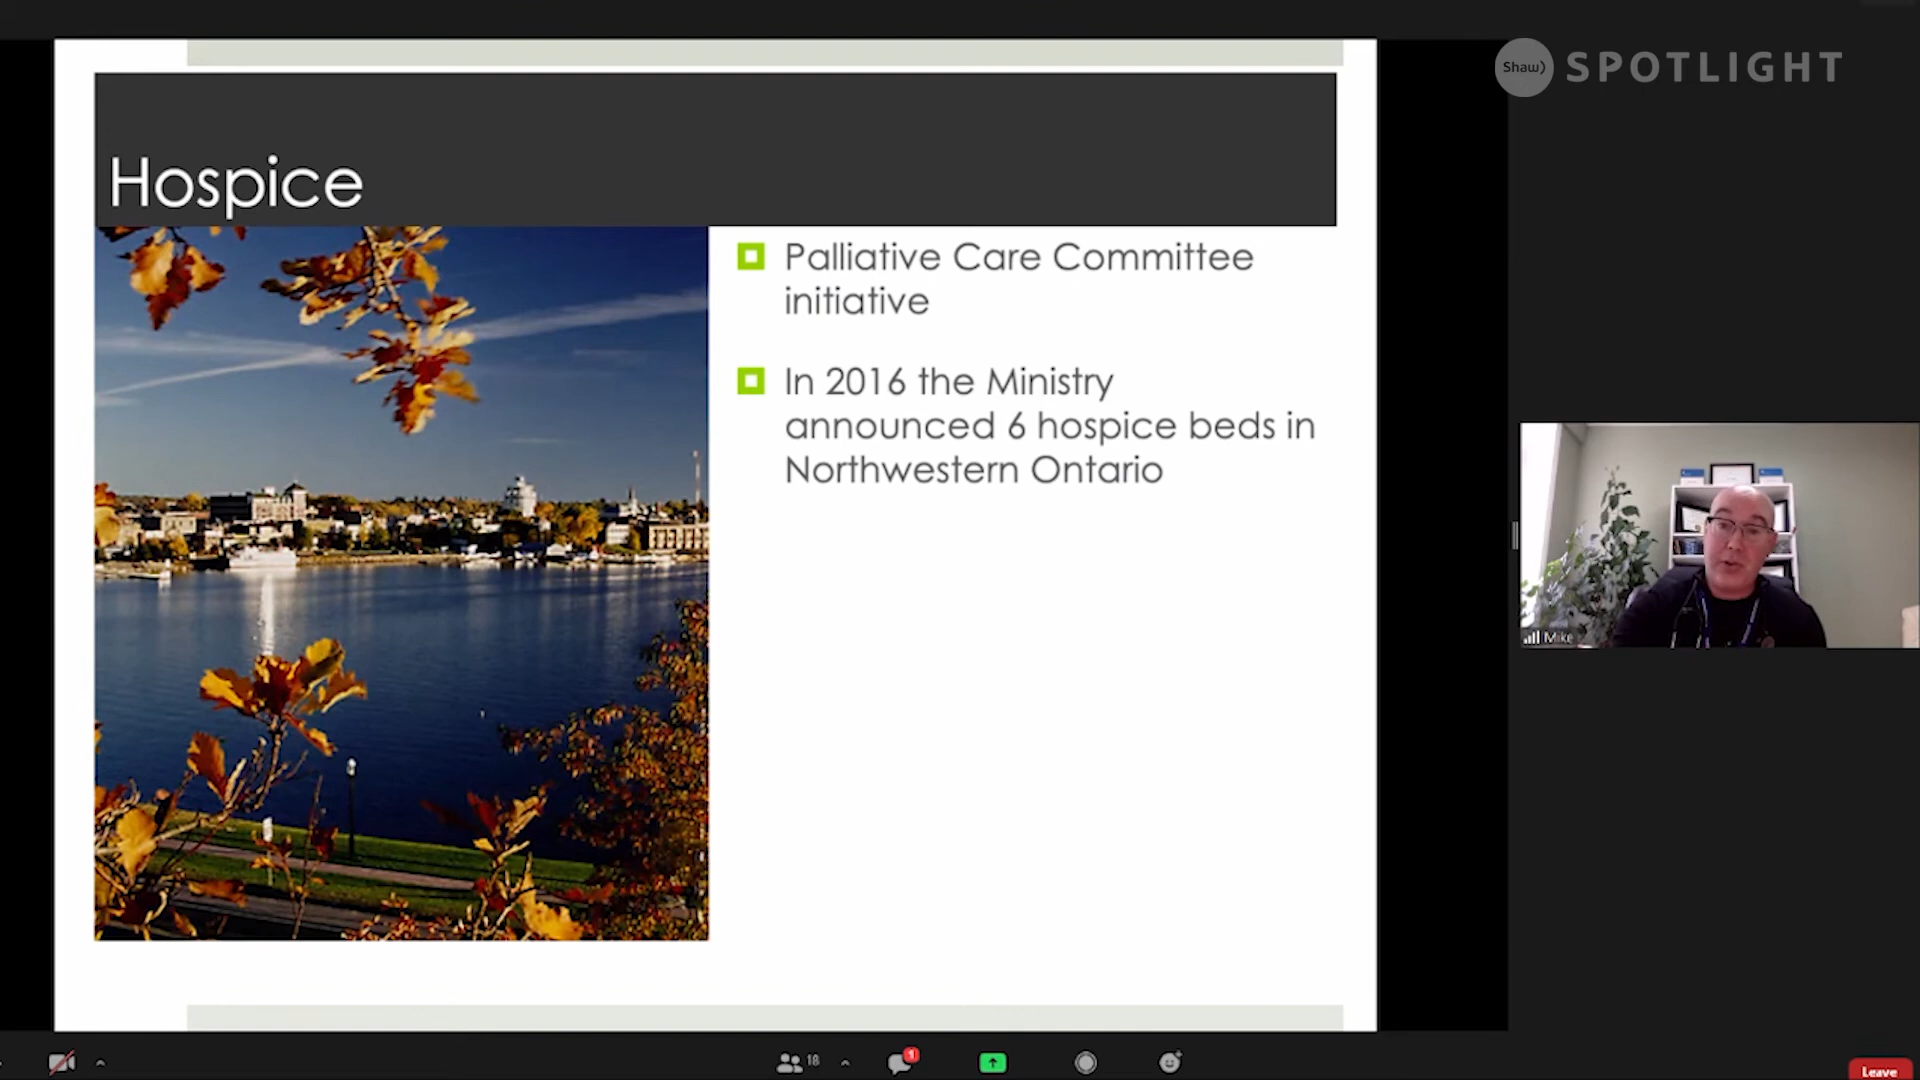 Shaw) SPOTLIGHT
Hospice
Palliative Care Committee
initiative
In 2016 the Ministry
announced 6 hospice beds in
Northwestern Ontario
Mike
18
1
Leave